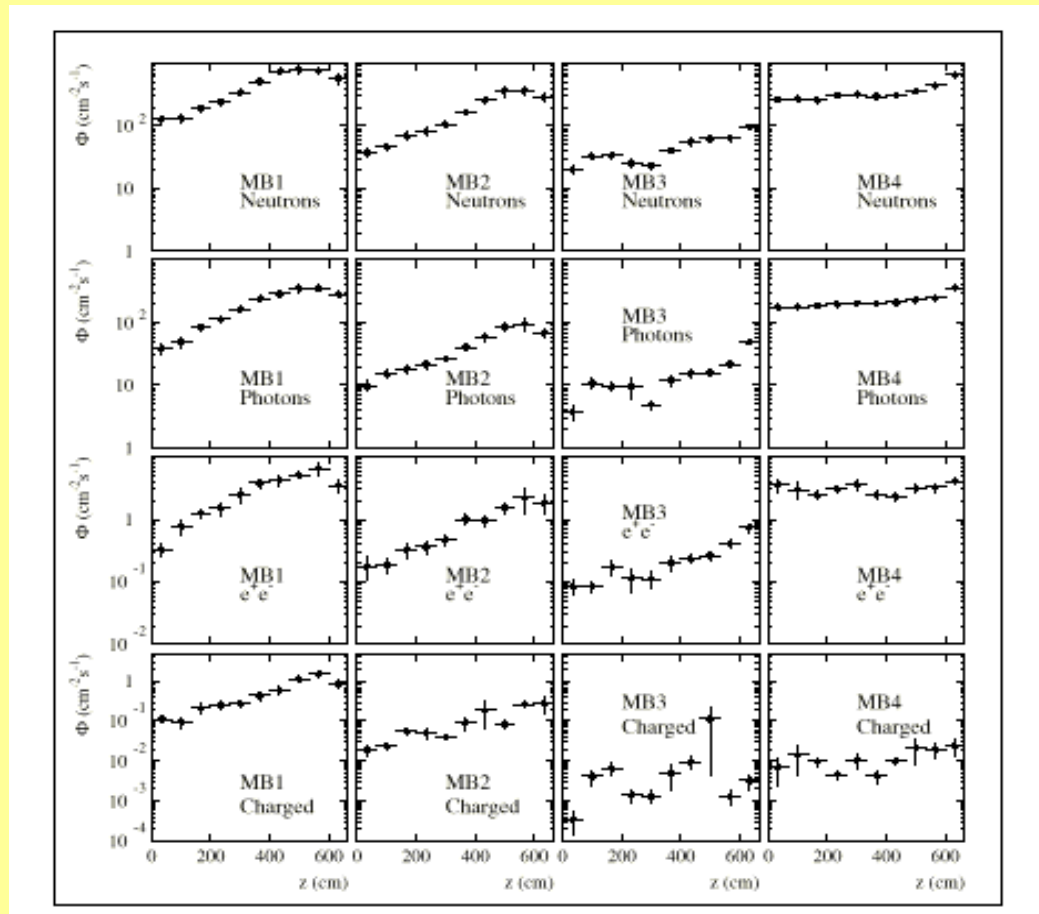 Φ (cm⁻²s⁻¹)
10²
10
1
MB1
Neutrons
MB2
Neutrons
MB3
Neutrons
MB4
Neutrons
Φ (cm⁻²s⁻¹)
10²
10
1
MB1
Photons
MB2
Photons
MB3
Photons
MB4
Photons
Φ (cm⁻²s⁻¹)
1
10⁻¹
10⁻²
MB1
e⁺e⁻
MB2
e⁺e⁻
MB3
e⁺e⁻
MB4
e⁺e⁻
Φ (cm⁻²s⁻¹)
1
10⁻¹
10⁻²
10⁻³
10⁻⁴
MB1
Charged
MB2
Charged
MB3
Charged
MB4
Charged
0 200 400 600 0 200 400 600 0 200 400 600 0 200 400 600
z (cm) z (cm) z (cm) z (cm)